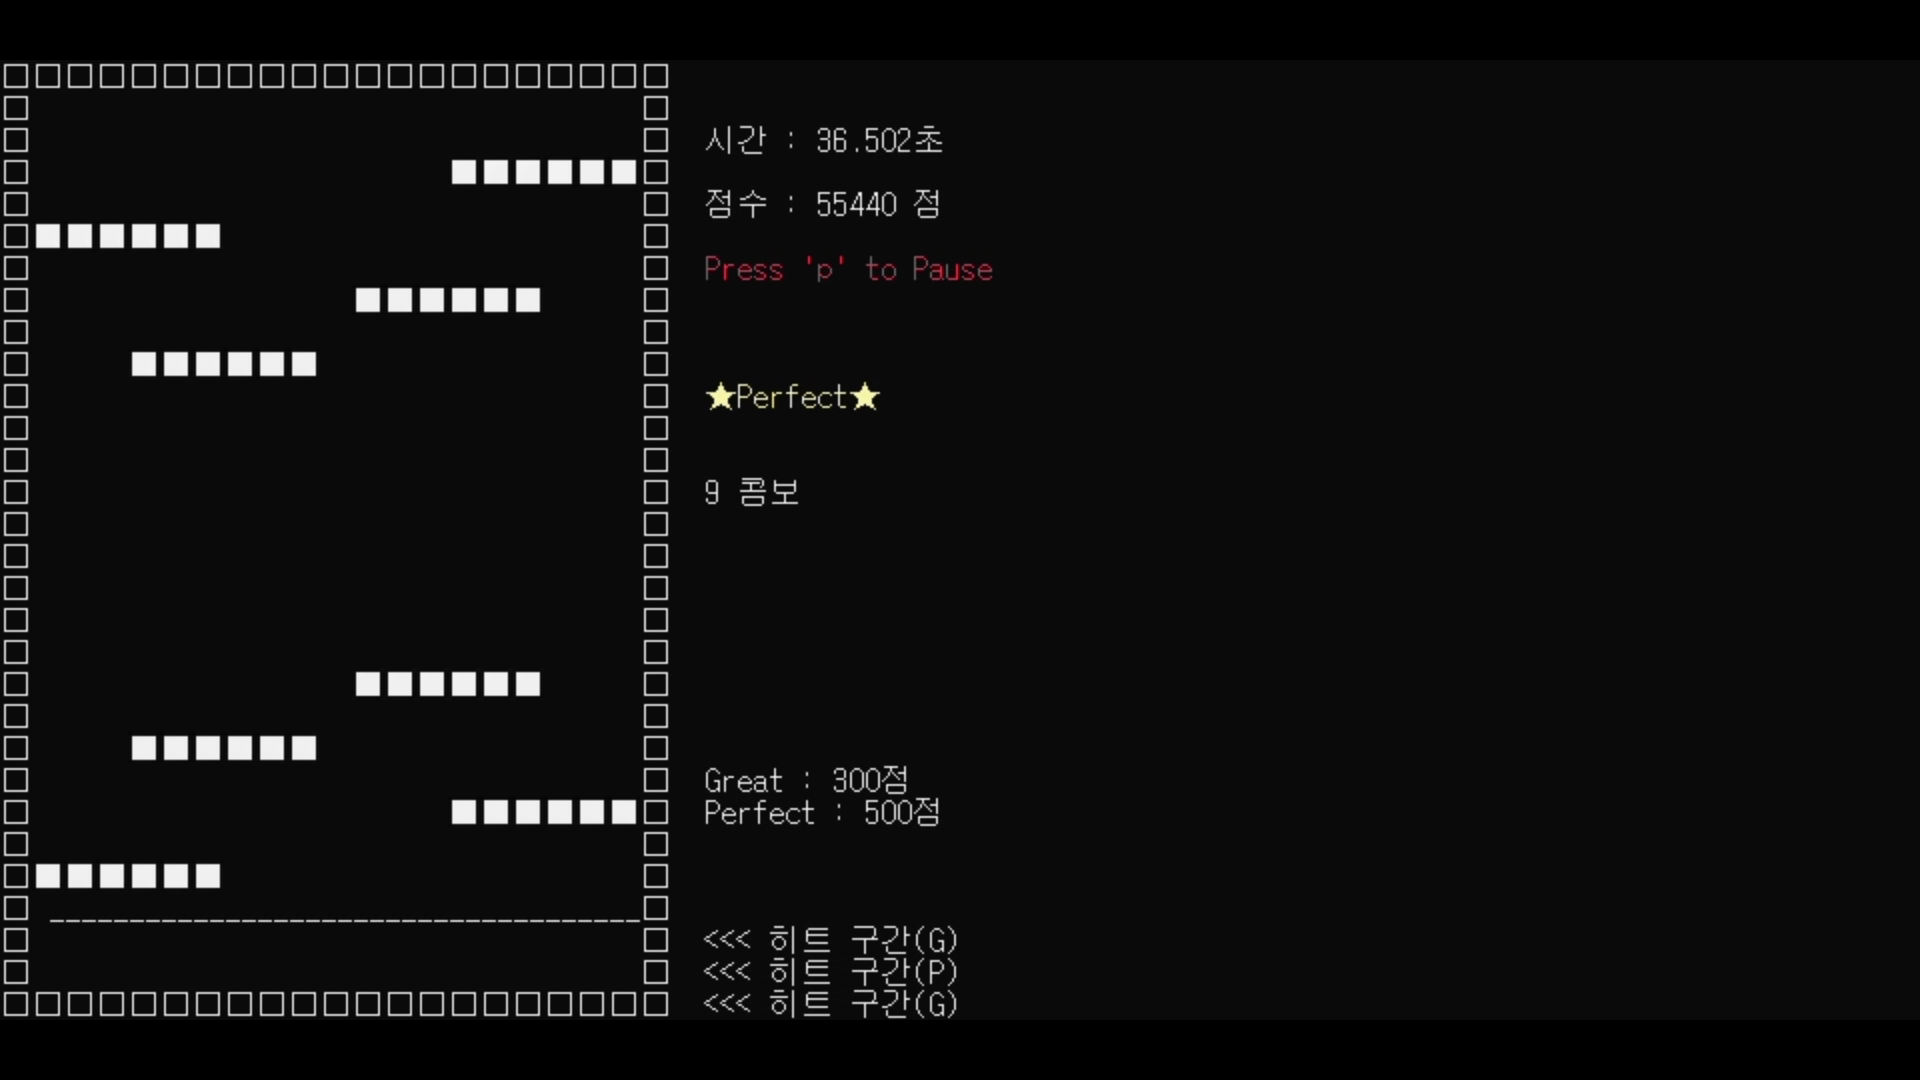 시간 : 36.502초
점수 : 55440 점
Press 'p' to Pause
★Perfect★
9 콤보
Great : 300점
Perfect : 500점
<<< 히트 구간(G)
<<< 히트 구간(P)
<<< 히트 구간(G)